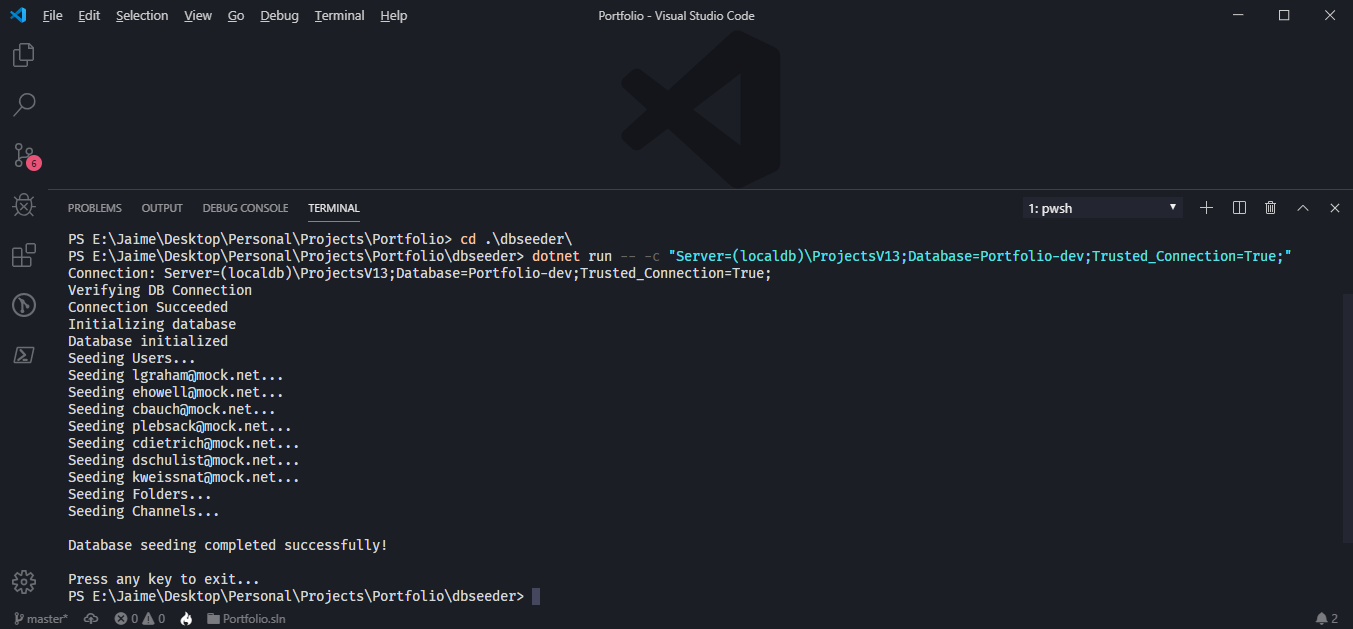 File Edit Selection View Go Debug Terminal Help Portfolio - Visual Studio Code
6
PROBLEMS OUTPUT DEBUG CONSOLE TERMINAL 1: pwsh
PS E:\Jaime\Desktop\Personal\Projects\Portfolio> cd .\dbseeder\
PS E:\Jaime\Desktop\Personal\Projects\Portfolio\dbseeder> dotnet run -- -c "Server=(localdb)\ProjectsV13;Database=Portfolio-dev;Trusted_Connection=True;"
Connection: Server=(localdb)\ProjectsV13;Database=Portfolio-dev;Trusted_Connection=True;
Verifying DB Connection
Connection Succeeded
Initializing database
Database initialized
Seeding Users...
Seeding lgraham@mock.net...
Seeding ehowell@mock.net...
Seeding cbauch@mock.net...
Seeding plebsack@mock.net...
Seeding cdietrich@mock.net...
Seeding dschulist@mock.net...
Seeding kweissnat@mock.net...
Seeding Folders...
Seeding Channels...
Database seeding completed successfully!
Press any key to exit...
PS E:\Jaime\Desktop\Personal\Projects\Portfolio\dbseeder>
master* 0 0 Portfolio.sln 2